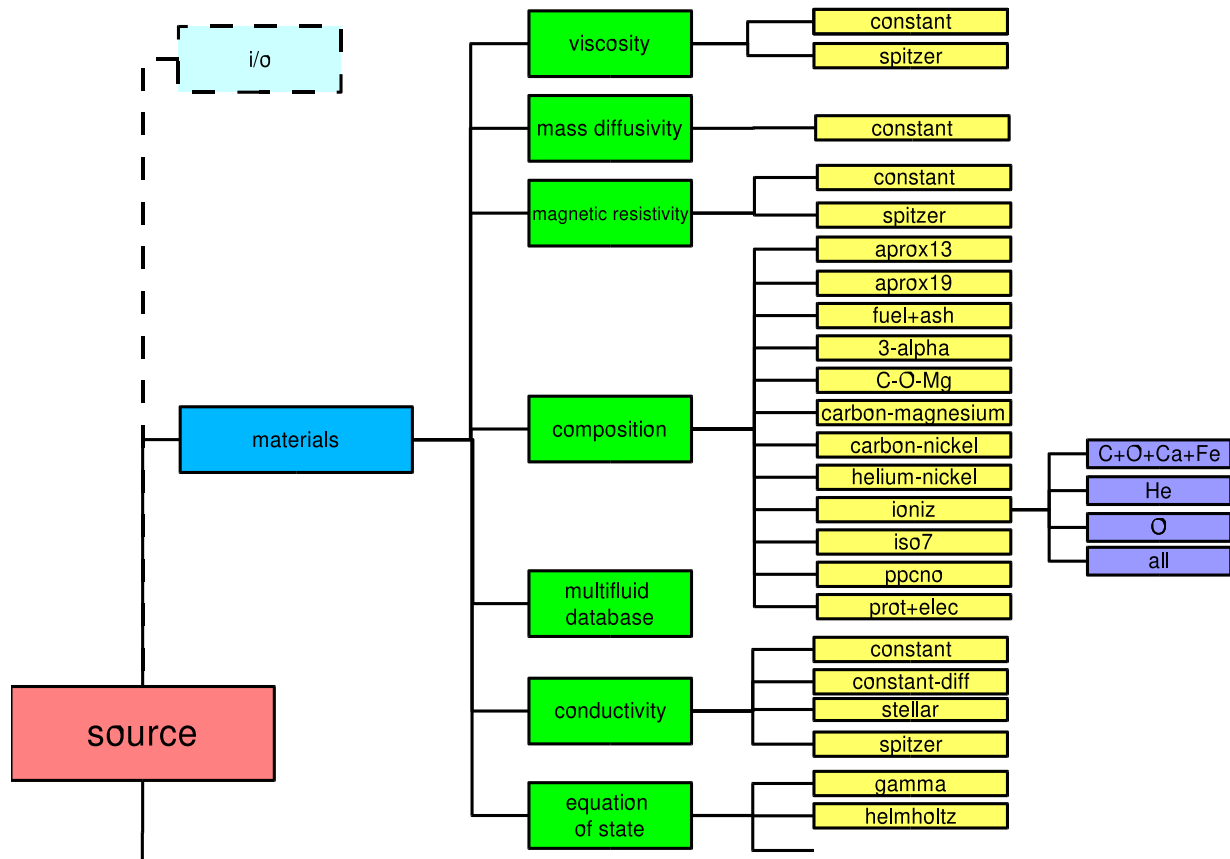 i/o
source
materials
viscosity
constant
spitzer
mass diffusivity
constant
magnetic resistivity
constant
spitzer
composition
aprox13
aprox19
fuel+ash
3-alpha
C-O-Mg
carbon-magnesium
carbon-nickel
helium-nickel
ioniz
C+O+Ca+Fe
He
O
all
iso7
ppcno
prot+elec
multifluid
database
conductivity
constant
constant-diff
stellar
spitzer
equation
of state
gamma
helmholtz